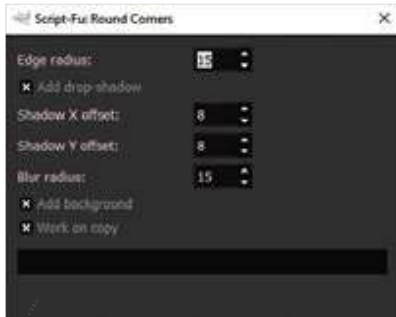 Script-Fu: Round Corners
Edge radius: 15
Add drop-shadow
Shadow X offset: 8
Shadow Y offset: 8
Blur radius: 15
Add background
Work on copy